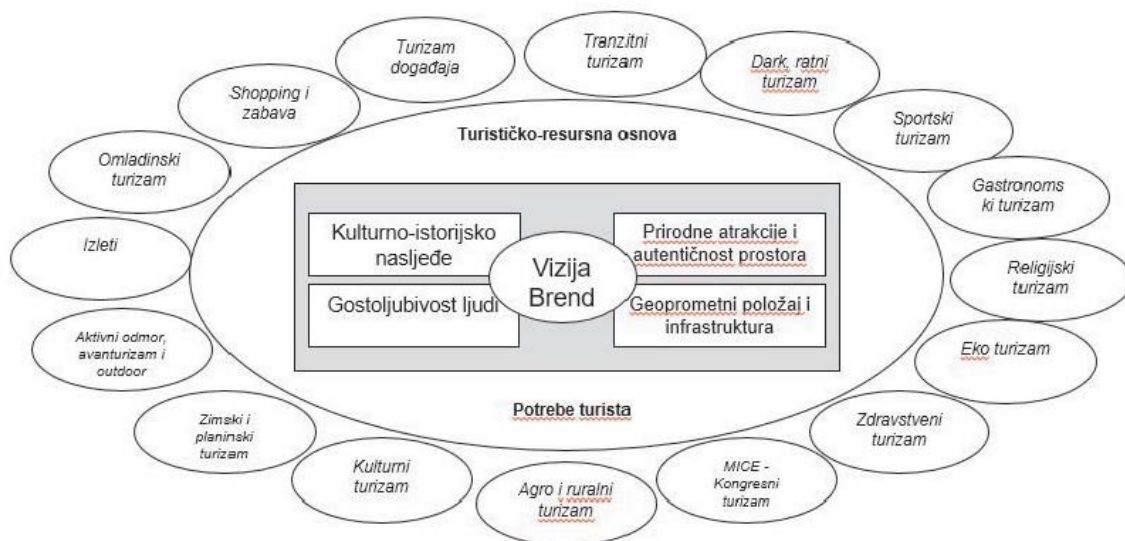 Turizam
događaja
Tranzitni
turizam
Dark, ratni
turizam
Shopping i
zabava
Sportski
turizam
Omladinski
turizam
Gastronoms
ki turizam
Izleti
Religijski
turizam
Aktivni odmor,
avanturizam i
outdoor
Eko turizam
Zimski i
planinski
turizam
Zdravstveni
turizam
Kulturni
turizam
Agro i ruralni
turizam
MICE -
Kongresni
turizam
Turističko-resursna osnova
Kulturno-istorijsko
nasljeđe
Prirodne atrakcije i
autentičnost prostora
Vizija
Brend
Gostoljubivost ljudi
Geoprometni položaj i
infrastruktura
Potrebe turista